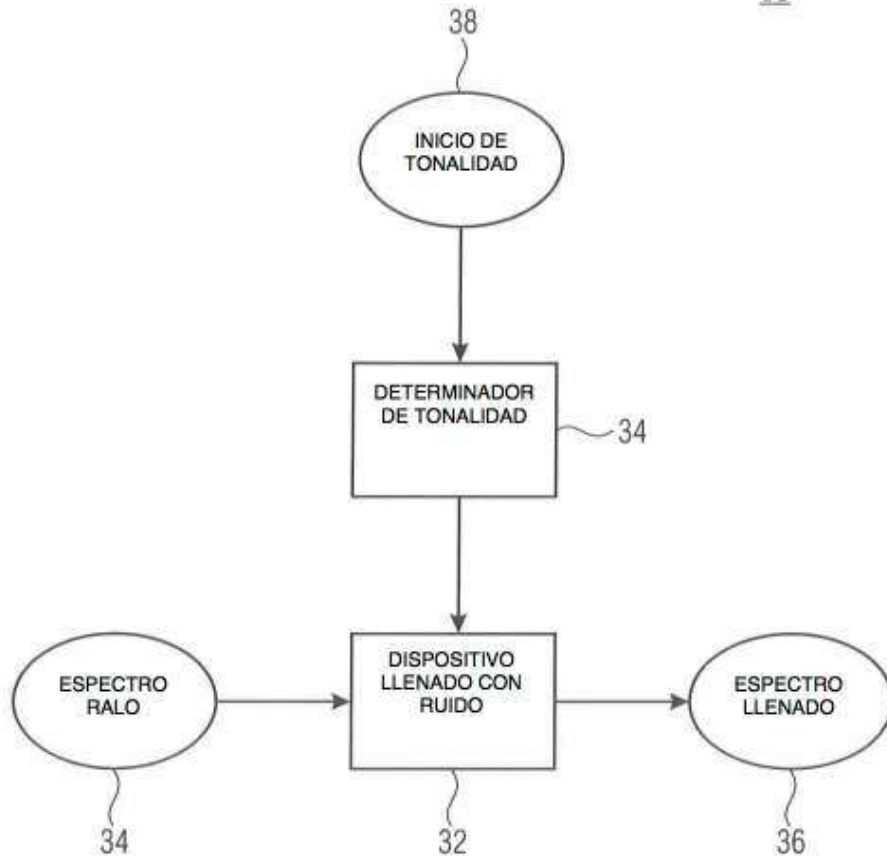 38
INICIO DE
TONALIDAD
DETERMINADOR
DE TONALIDAD
34
ESPECTRO
RALO
DISPOSITIVO
LLENADO CON
RUIDO
ESPECTRO
LLENADO
34
32
36